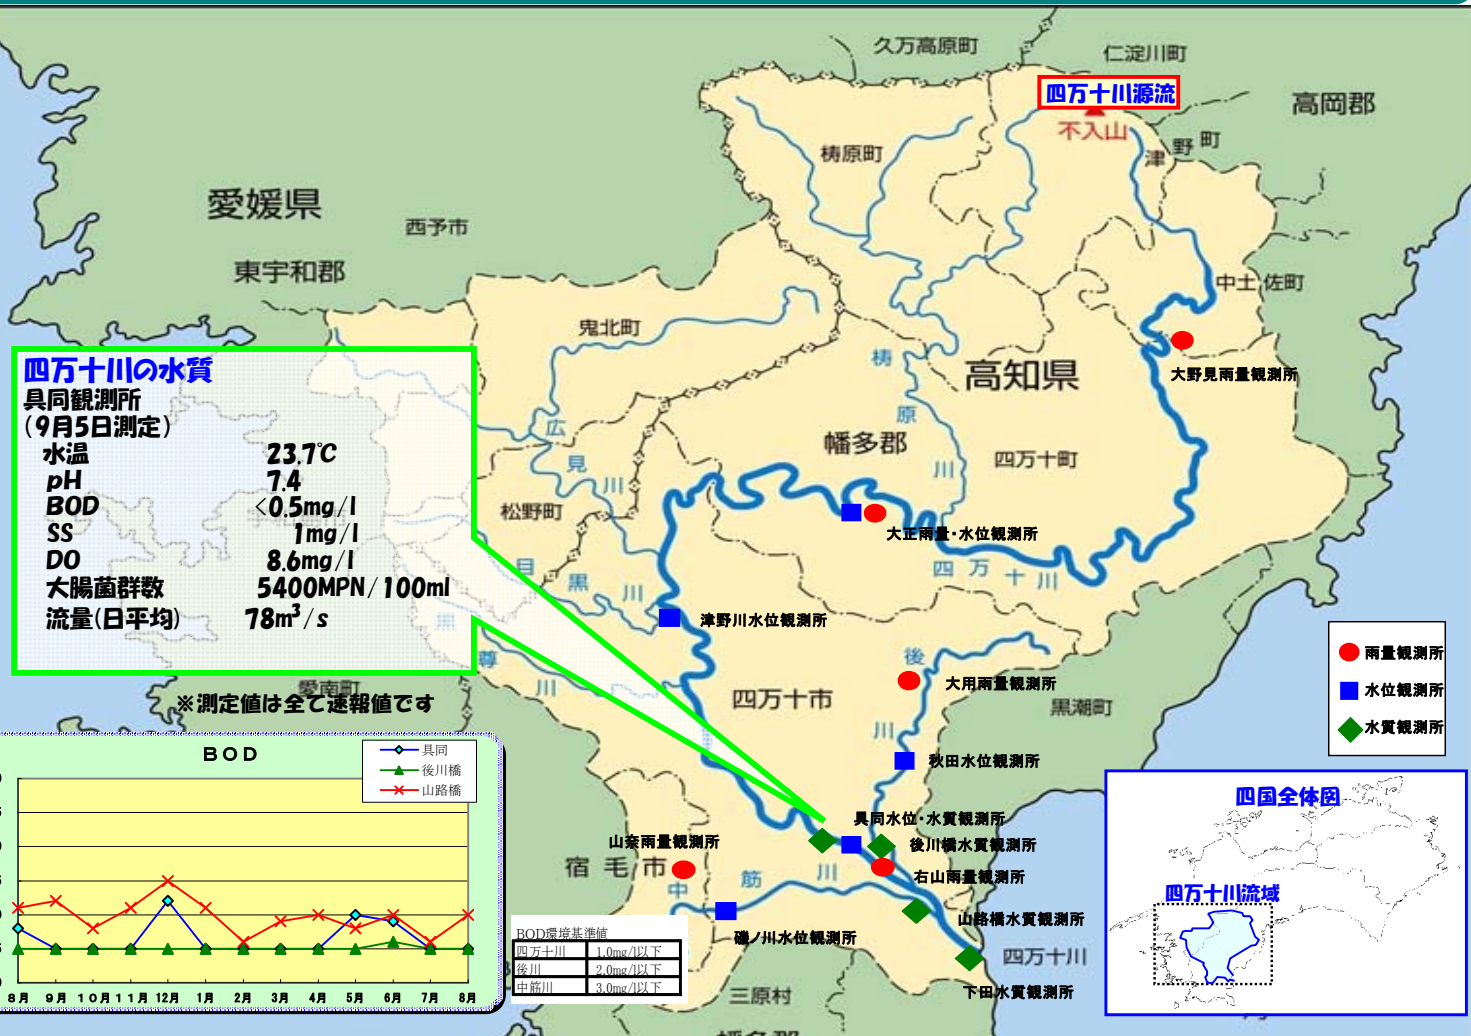 久万高原町
仁淀川町
四万十川源流
高岡郡
不入山
津野町
梼原町
愛媛県
西予市
東宇和郡
中土佐町
鬼北町
大野見雨量観測所
高知県
梼原川
幡多郡
四万十町
四万十川の水質
具同観測所
(9月5日測定)
水温 23.7℃
pH 7.4
BOD <0.5mg/l
SS 1mg/l
DO 8.6mg/l
大腸菌群数 5400MPN/100ml
流量(日平均) 78m³/s
広見川
松野町
大正雨量・水位観測所
四万十川
目黒川
津野川水位観測所
黒尊川
後川
大用雨量観測所
四万十市
黒潮町
愛南町
※測定値は全て速報値です
雨量観測所
水位観測所
水質観測所
秋田水位観測所
具同水位・水質観測所
後川橋水質観測所
山奈雨量観測所
宿毛市
中筋川
右山雨量観測所
山路橋水質観測所
磯ノ川水位観測所
四万十川
下田水質観測所
三原村
幡多郡
BOD
具同
後川橋
山路橋
8月 9月 10月 11月 12月 1月 2月 3月 4月 5月 6月 7月 8月
BOD環境基準値
四万十川 1.0mg/l以下
後川 2.0mg/l以下
中筋川 3.0mg/l以下
四国全体図
四万十川流域